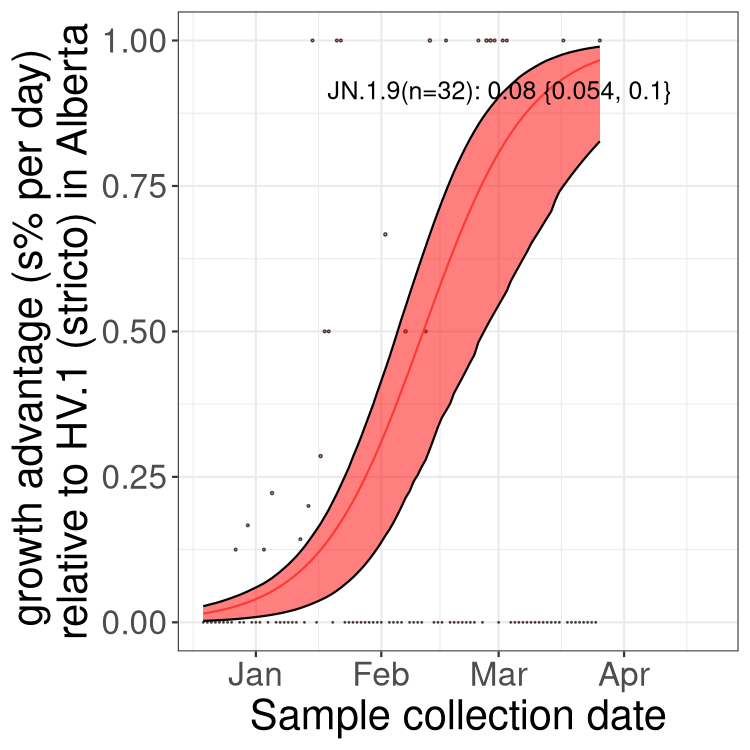 growth advantage (s% per day)
relative to HV.1 (stricto) in Alberta
1.00
0.75
0.50
0.25
0.00
JN.1.9(n=32): 0.08 {0.054, 0.1}
Jan
Feb
Mar
Apr
Sample collection date